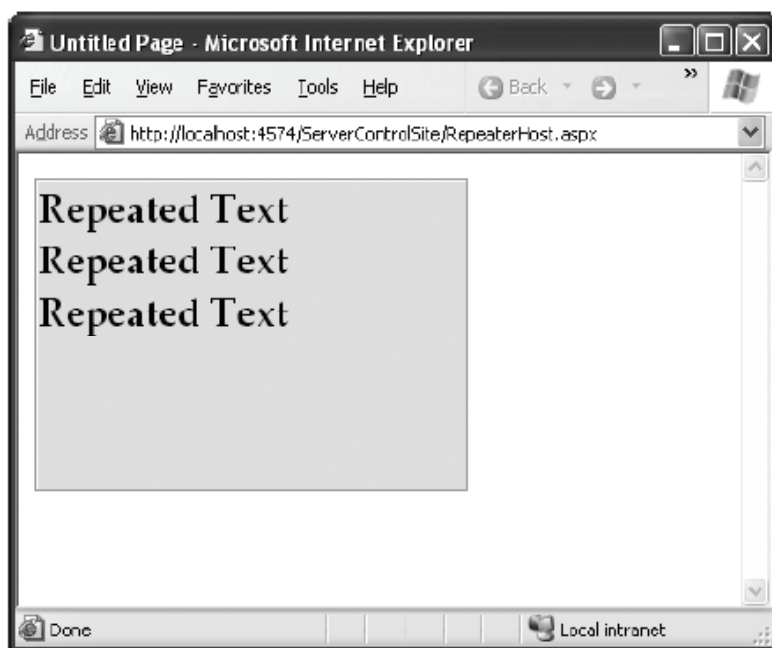 Untitled Page - Microsoft Internet Explorer
File Edit View Favorites Tools Help Back »
Address http://localhost:4574/ServerControlSite/RepeaterHost.aspx
Repeated Text
Repeated Text
Repeated Text
Done Local intranet